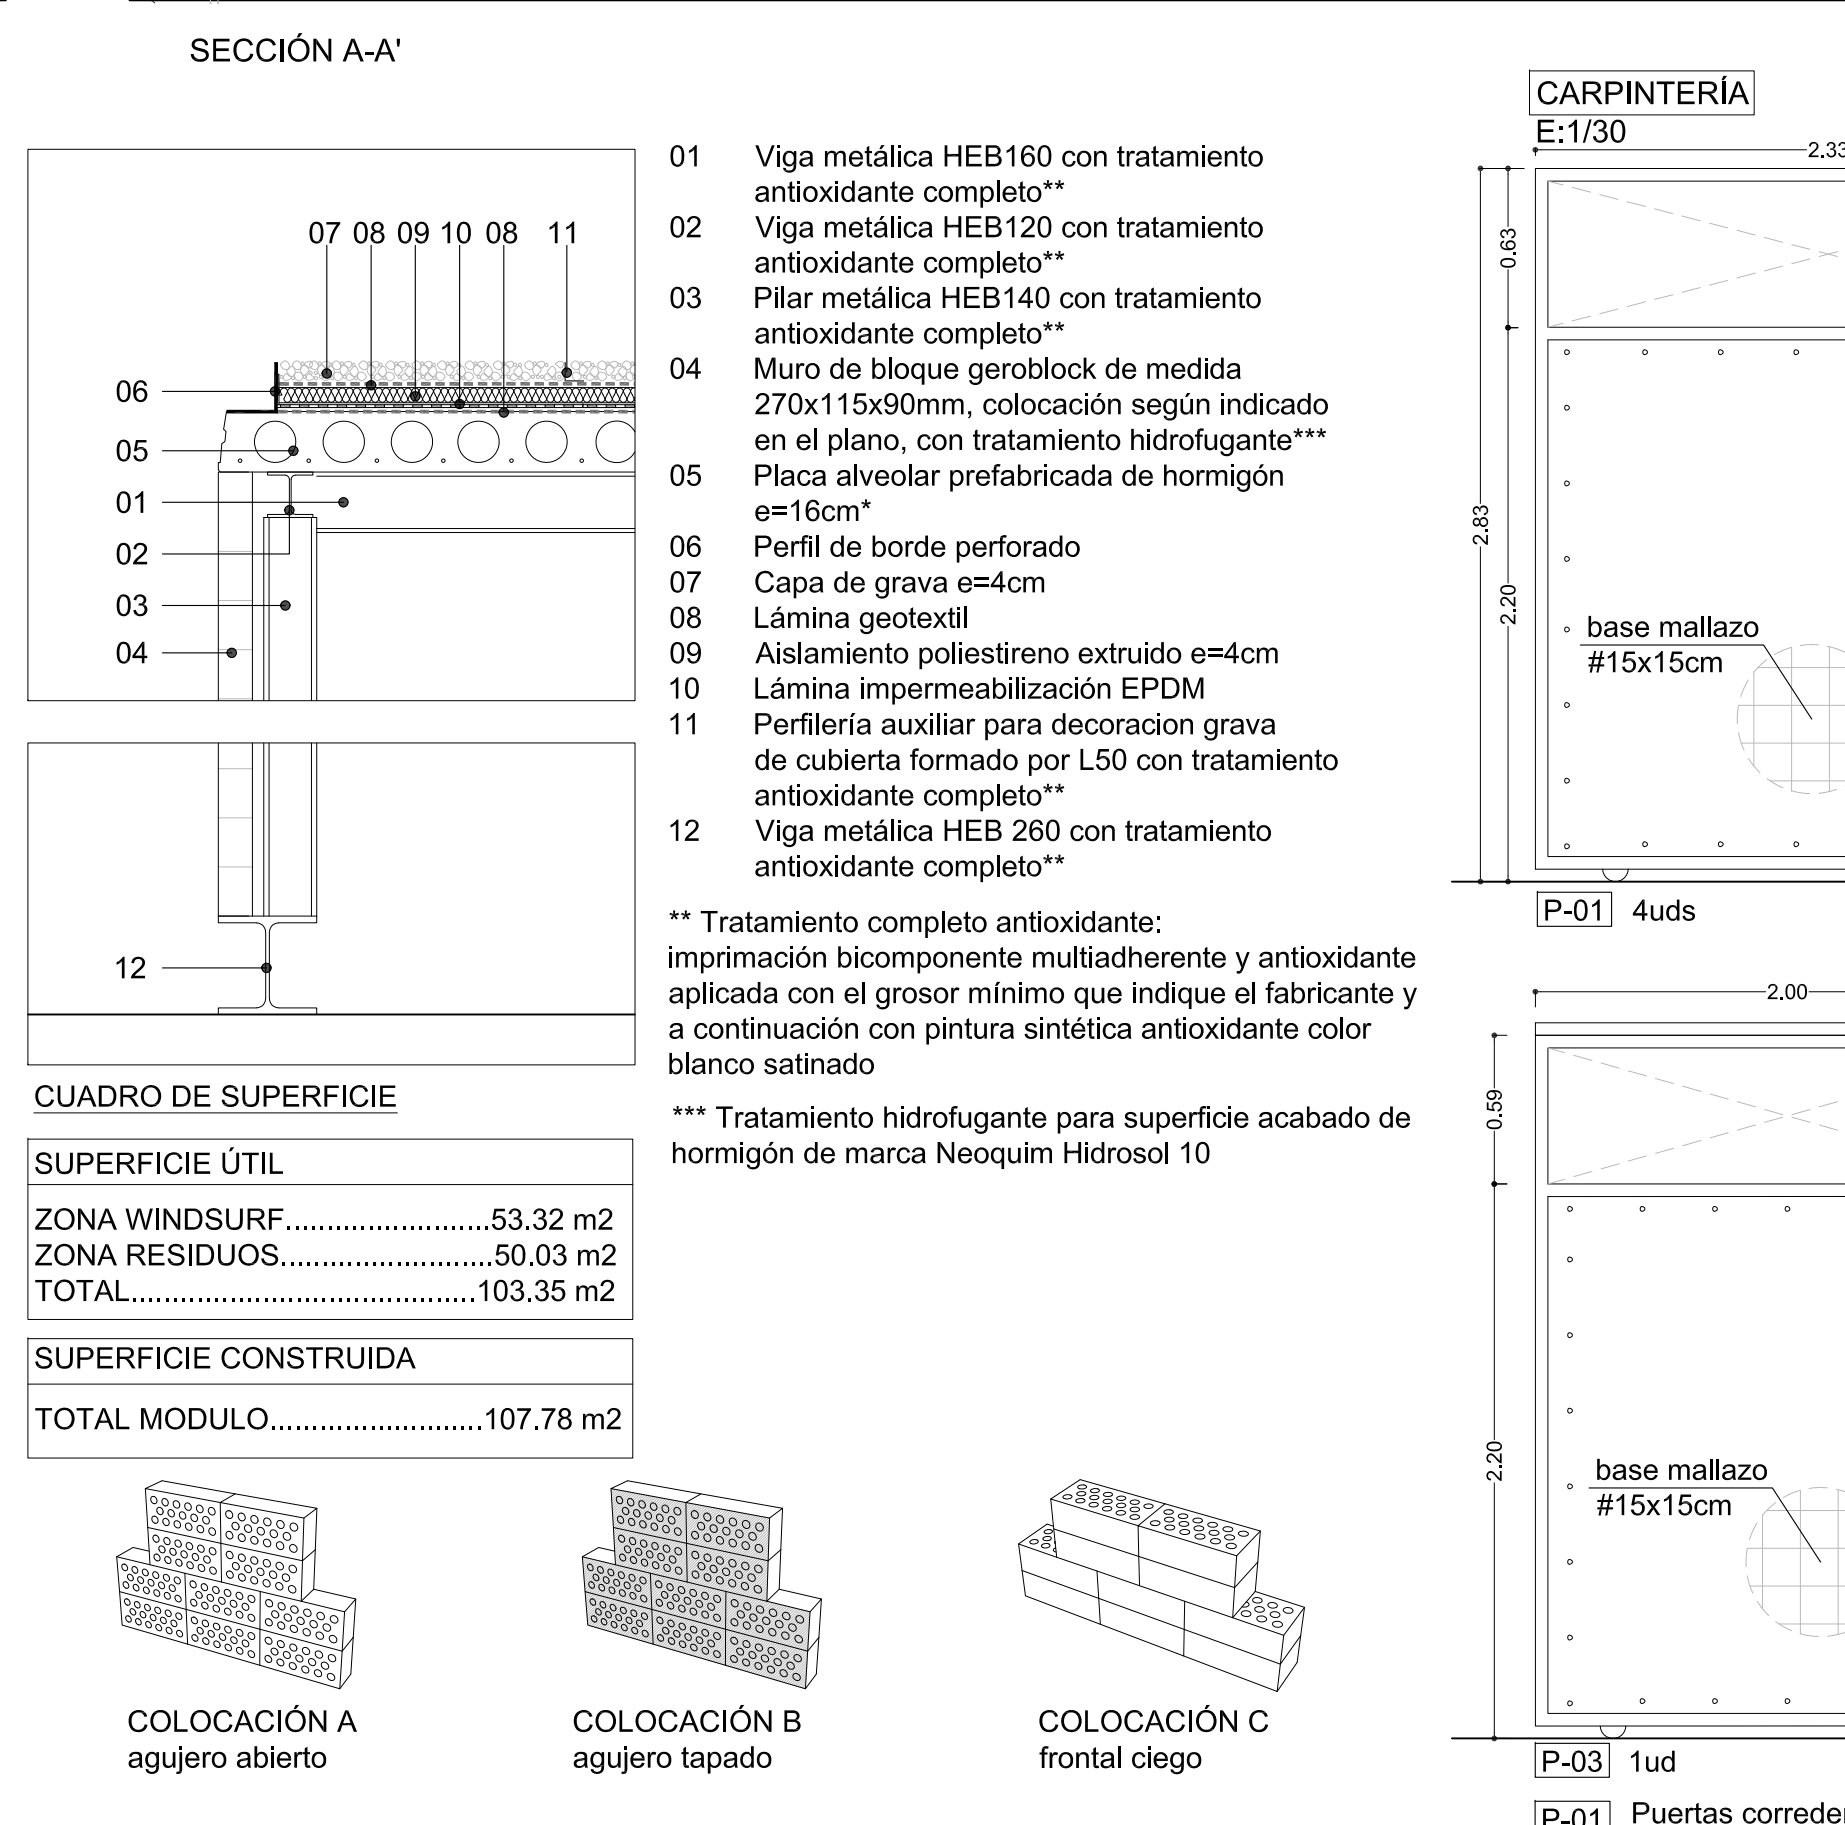 SECCIÓN A-A'
07 08 09 10 08 11
06
05
01
02
03
04
12
01 Viga metálica HEB160 con tratamiento
antioxidante completo**
02 Viga metálica HEB120 con tratamiento
antioxidante completo**
03 Pilar metálica HEB140 con tratamiento
antioxidante completo**
04 Muro de bloque geroblock de medida
270x115x90mm, colocación según indicado
en el plano, con tratamiento hidrofugante***
05 Placa alveolar prefabricada de hormigón
e=16cm*
06 Perfil de borde perforado
07 Capa de grava e=4cm
08 Lámina geotextil
09 Aislamiento poliestireno extruido e=4cm
10 Lámina impermeabilización EPDM
11 Perfilería auxiliar para decoracion grava
de cubierta formado por L50 con tratamiento
antioxidante completo**
12 Viga metálica HEB 260 con tratamiento
antioxidante completo**
** Tratamiento completo antioxidante:
imprimación bicomponente multiadherente y antioxidante
aplicada con el grosor mínimo que indique el fabricante y
a continuación con pintura sintética antioxidante color
blanco satinado
*** Tratamiento hidrofugante para superficie acabado de
hormigón de marca Neoquim Hidrosol 10
CUADRO DE SUPERFICIE
SUPERFICIE ÚTIL
ZONA WINDSURF........................53.32 m2
ZONA RESIDUOS.........................50.03 m2
TOTAL........................................103.35 m2
SUPERFICIE CONSTRUIDA
TOTAL MODULO.........................107.78 m2
COLOCACIÓN A
agujero abierto
COLOCACIÓN B
agujero tapado
COLOCACIÓN C
frontal ciego
CARPINTERÍA
E:1/30
2.33
0.63
2.83
2.20
base mallazo
#15x15cm
P-01 4uds
2.00
0.59
2.20
base mallazo
#15x15cm
P-03 1ud
P-01 Puertas